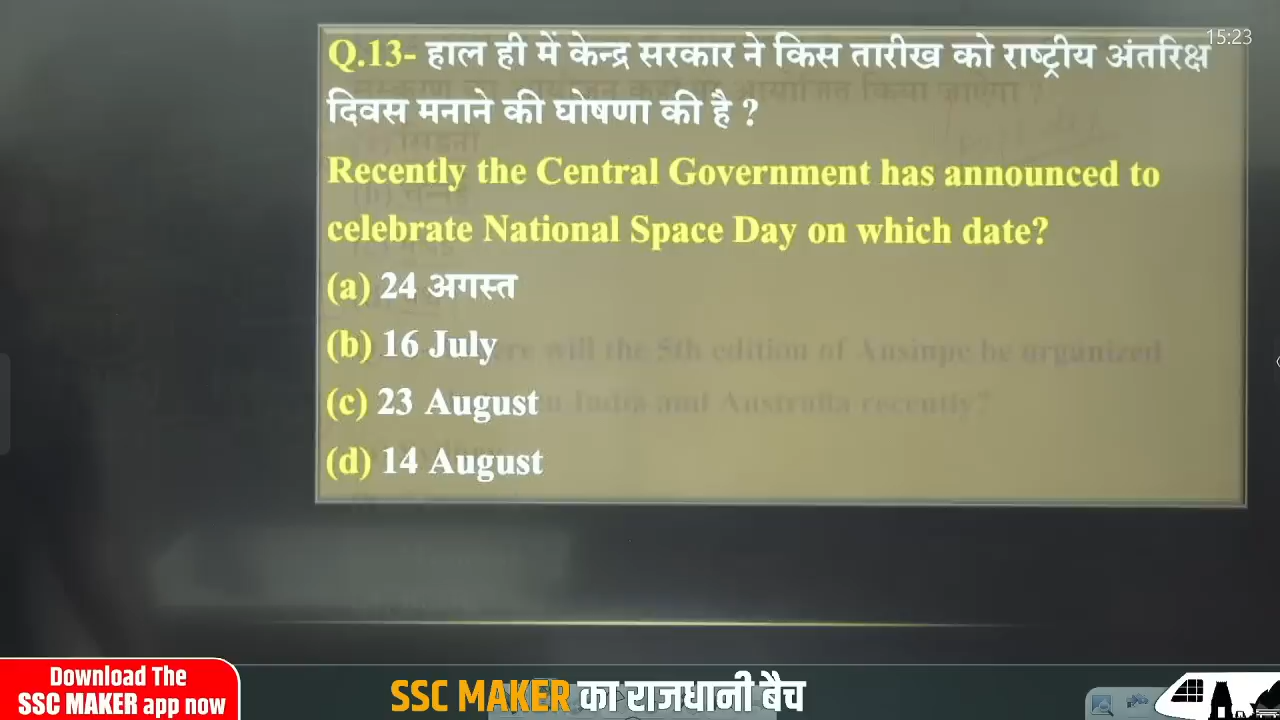 15:23
Q.13- हाल ही में केन्द्र सरकार ने किस तारीख को राष्ट्रीय अंतरिक्ष
दिवस मनाने की घोषणा की है ?
Recently the Central Government has announced to
celebrate National Space Day on which date?
(a) 24 अगस्त
(b) 16 July
(c) 23 August
(d) 14 August
Download The
SSC MAKER app now
SSC MAKER का राजधानी बैच